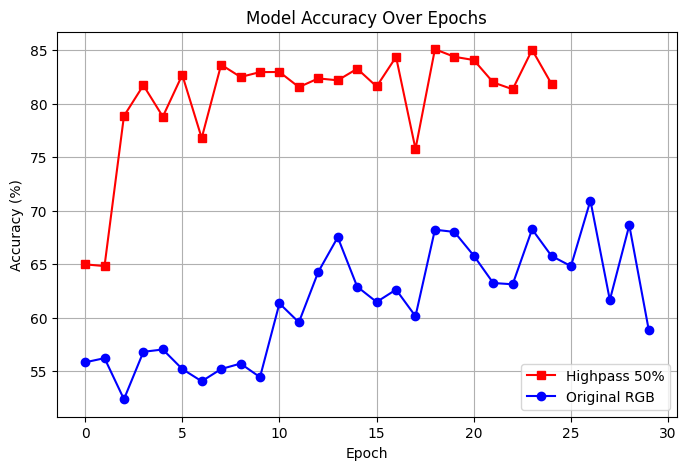 Model Accuracy Over Epochs
Accuracy (%)
85
80
75
70
65
60
55
0 5 10 15 20 25 30
Epoch
Highpass 50%
Original RGB